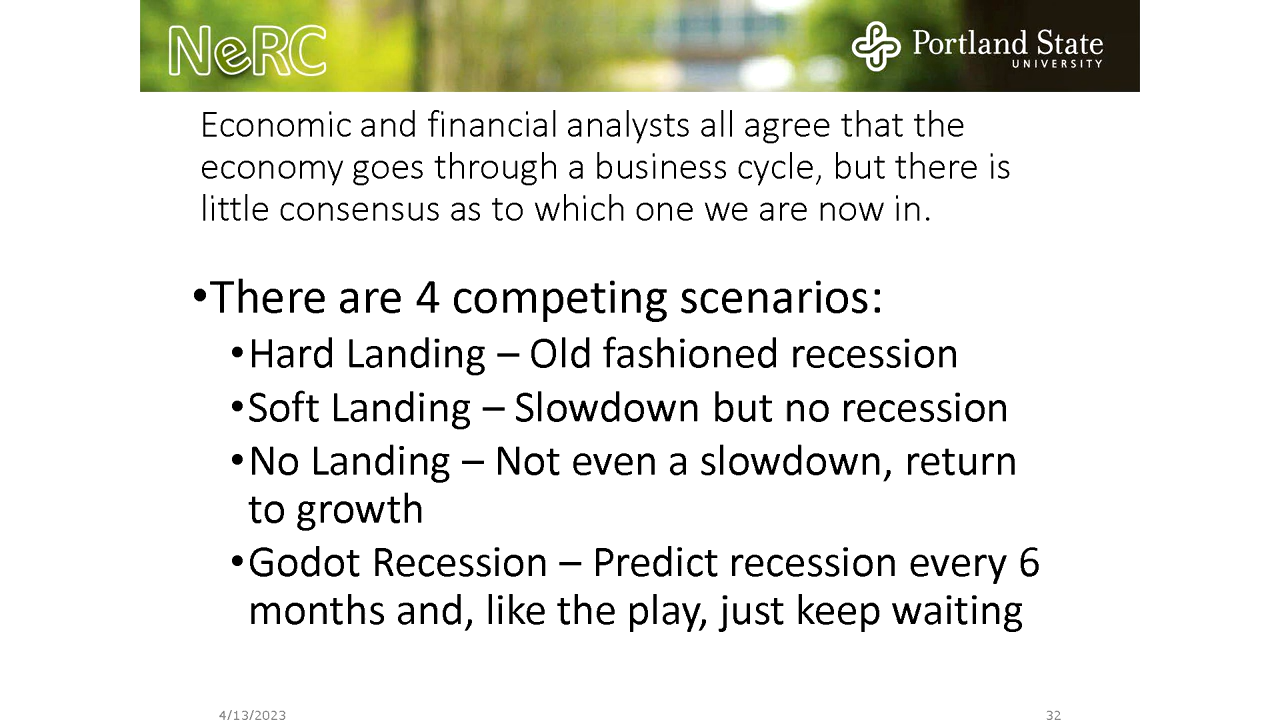 NeRC
Portland State
UNIVERSITY
Economic and financial analysts all agree that the
economy goes through a business cycle, but there is
little consensus as to which one we are now in.
•There are 4 competing scenarios:
•Hard Landing – Old fashioned recession
•Soft Landing – Slowdown but no recession
•No Landing – Not even a slowdown, return
to growth
•Godot Recession – Predict recession every 6
months and, like the play, just keep waiting
4/13/2023
32